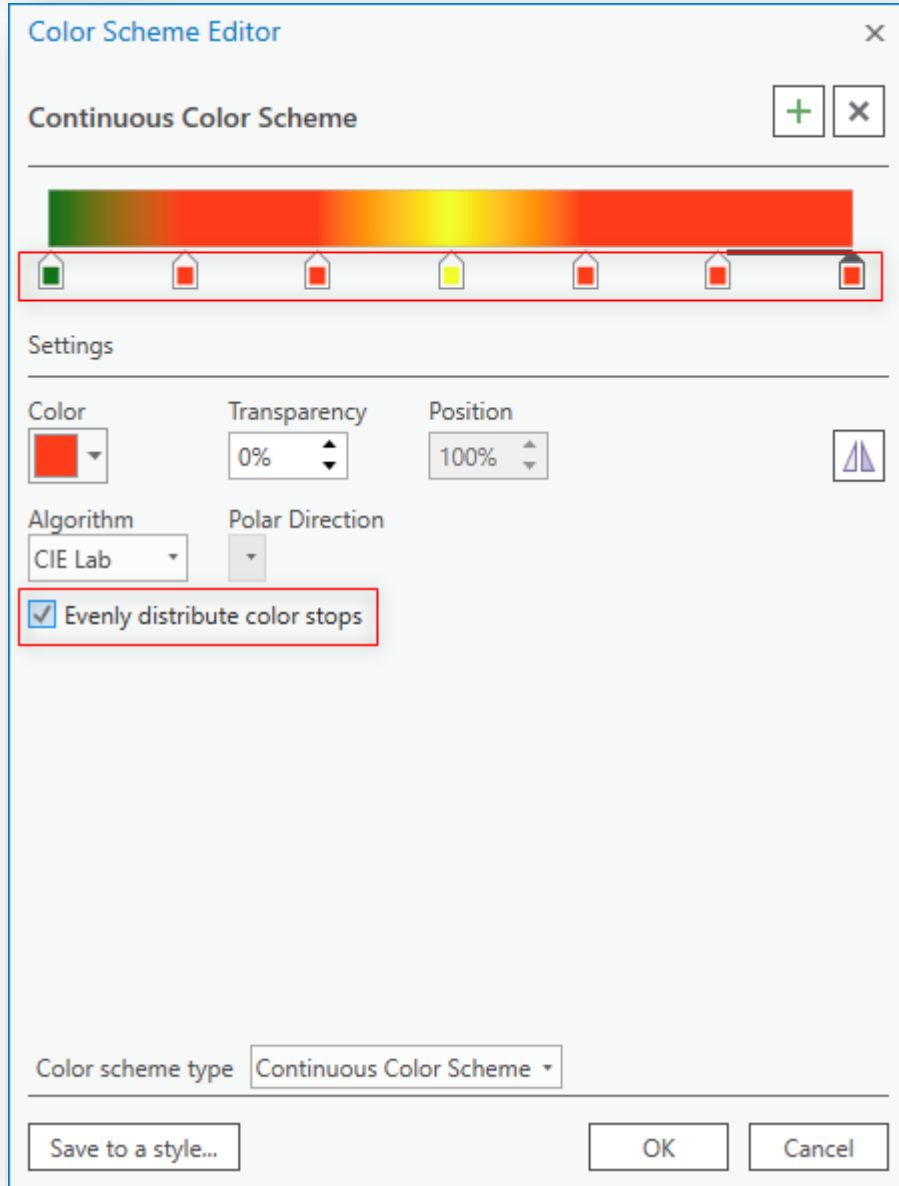 Color Scheme Editor
Continuous Color Scheme
Settings
Color Transparency Position
0% 100%
Algorithm Polar Direction
CIE Lab
Evenly distribute color stops
Color scheme type Continuous Color Scheme
Save to a style... OK Cancel